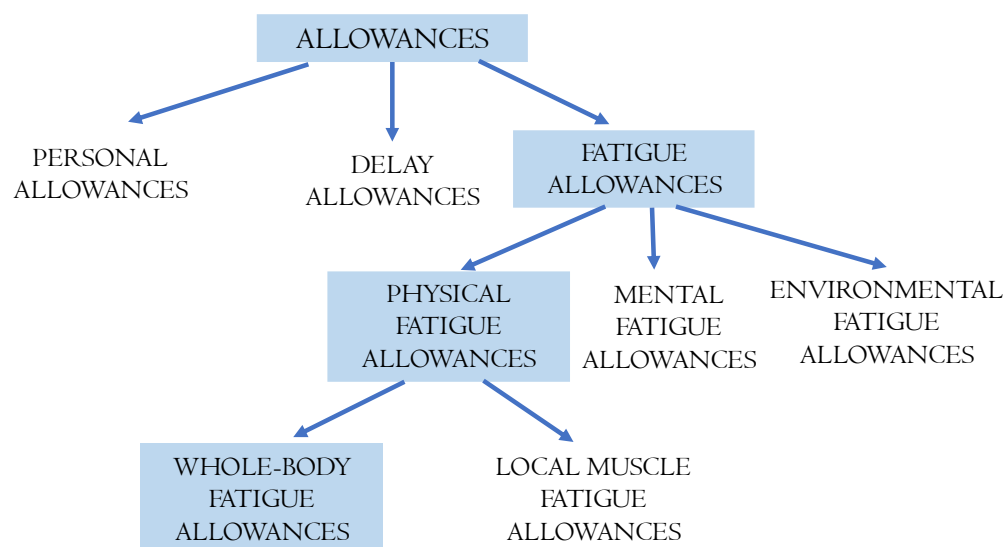 ALLOWANCES
PERSONAL
ALLOWANCES
DELAY
ALLOWANCES
FATIGUE
ALLOWANCES
PHYSICAL
FATIGUE
ALLOWANCES
MENTAL
FATIGUE
ALLOWANCES
ENVIRONMENTAL
FATIGUE
ALLOWANCES
WHOLE-BODY
FATIGUE
ALLOWANCES
LOCAL MUSCLE
FATIGUE
ALLOWANCES